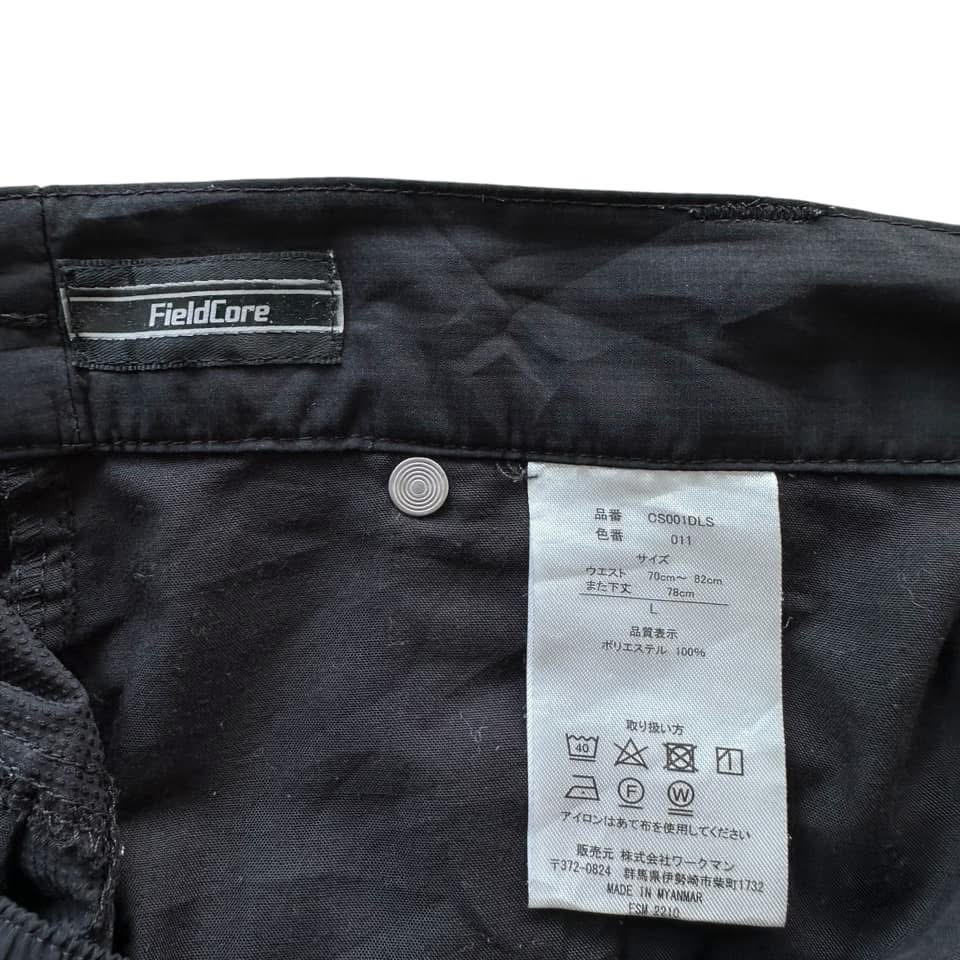 FieldCore
品番 CS001DLS
色番 011
サイズ
ウエスト 70cm～ 82cm
また下丈 78cm
L
品質表示
ポリエステル 100%
取り扱い方
40
F W
アイロンはあて布を使用してください
販売元 株式会社ワークマン
〒372-0824 群馬県伊勢崎市柴町1732
MADE IN MYANMAR
FSM 2210